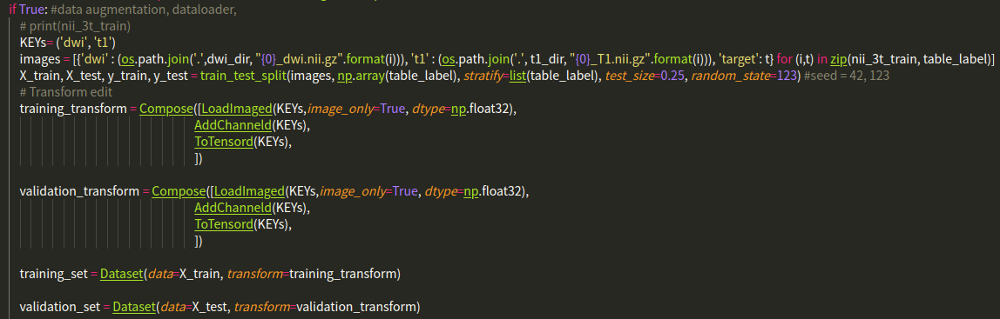 if True: #data augmentation, dataloader,
# print(nii_3t_train)
KEYs= ('dwi', 't1')
images = [{'dwi' : (os.path.join('.',dwi_dir, "{0}_dwi.nii.gz".format(i))), 't1' : (os.path.join('.', t1_dir, "{0}_T1.nii.gz".format(i))), 'target': t} for (i,t) in zip(nii_3t_train, table_label)]
X_train, X_test, y_train, y_test = train_test_split(images, np.array(table_label), stratify=list(table_label), test_size=0.25, random_state=123) #seed = 42, 123
# Transform edit
training_transform = Compose([LoadImaged(KEYs,image_only=True, dtype=np.float32),
AddChanneld(KEYs),
ToTensord(KEYs),
])
validation_transform = Compose([LoadImaged(KEYs,image_only=True, dtype=np.float32),
AddChanneld(KEYs),
ToTensord(KEYs),
])
training_set = Dataset(data=X_train, transform=training_transform)
validation_set = Dataset(data=X_test, transform=validation_transform)